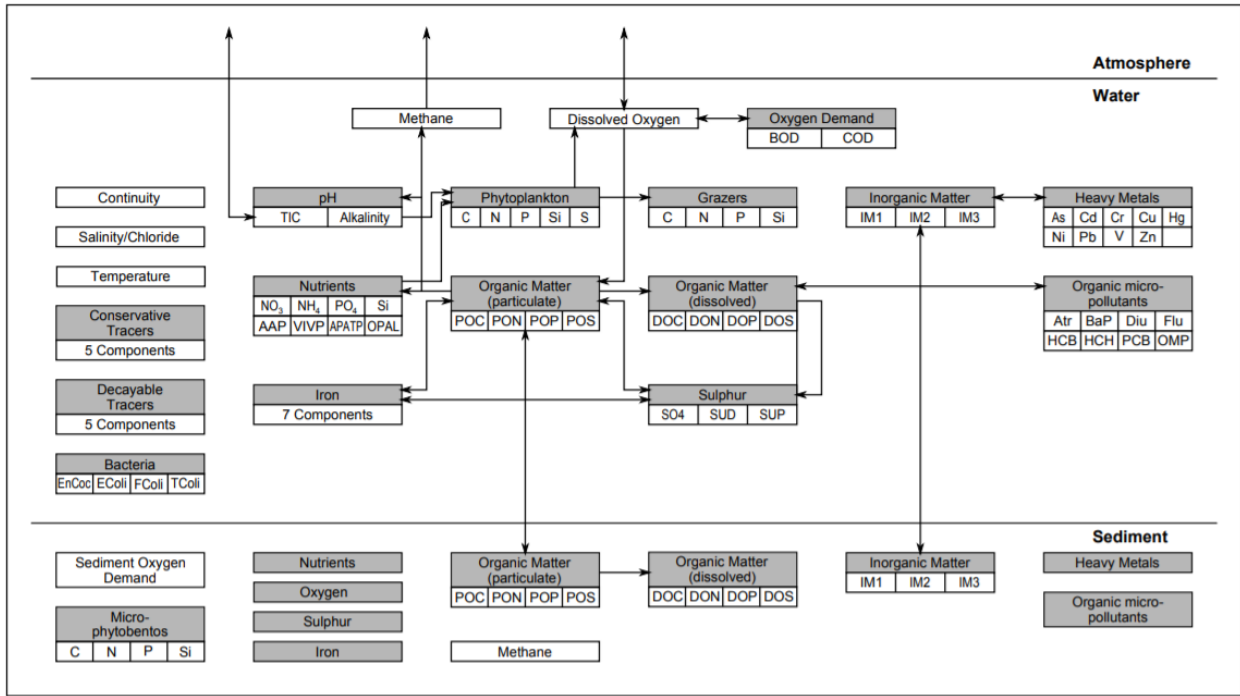 Atmosphere
Water
Methane
Dissolved Oxygen
Oxygen Demand
BOD COD
Continuity
Salinity/Chloride
Temperature
Conservative
Tracers
5 Components
Decayable
Tracers
5 Components
Bacteria
EnCoc EColi FColi TColi
pH
TIC Alkalinity
Phytoplankton
C N P Si S
Grazers
C N P Si
Inorganic Matter
IM1 IM2 IM3
Heavy Metals
As Cd Cr Cu Hg
Ni Pb V Zn
Nutrients
NO3 NH4 PO4 Si
AAP VIVP APATP OPAL
Organic Matter
(particulate)
POC PON POP POS
Organic Matter
(dissolved)
DOC DON DOP DOS
Organic micro-
pollutants
Atr BaP Diu Flu
HCB HCH PCB OMP
Iron
7 Components
Sulphur
SO4 SUD SUP
Sediment
Sediment Oxygen
Demand
Micro-
phytobentos
C N P Si
Nutrients
Oxygen
Sulphur
Iron
Organic Matter
(particulate)
POC PON POP POS
Methane
Organic Matter
(dissolved)
DOC DON DOP DOS
Inorganic Matter
IM1 IM2 IM3
Heavy Metals
Organic micro-
pollutants